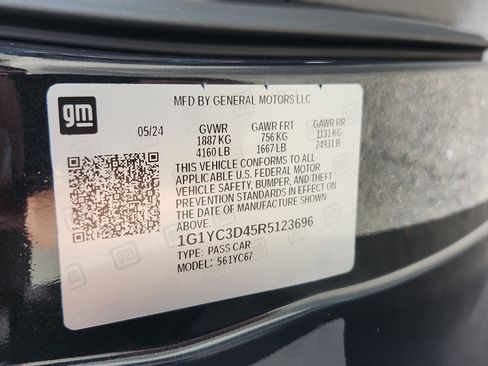 gm
MFD BY GENERAL MOTORS LLC
05/24 GVWR GAWR FRT GAWR RR
1887 KG 756 KG 1131 KG
4160 LB 1667 LB 2493 LB
THIS VEHICLE CONFORMS TO ALL
APPLICABLE U.S. FEDERAL MOTOR
VEHICLE SAFETY, BUMPER, AND THEFT
PREVENTION STANDARDS IN EFFECT ON
THE DATE OF MANUFACTURE SHOWN
ABOVE.
1G1YC3D45R5123696
TYPE: PASS CAR
MODEL: 561YC67